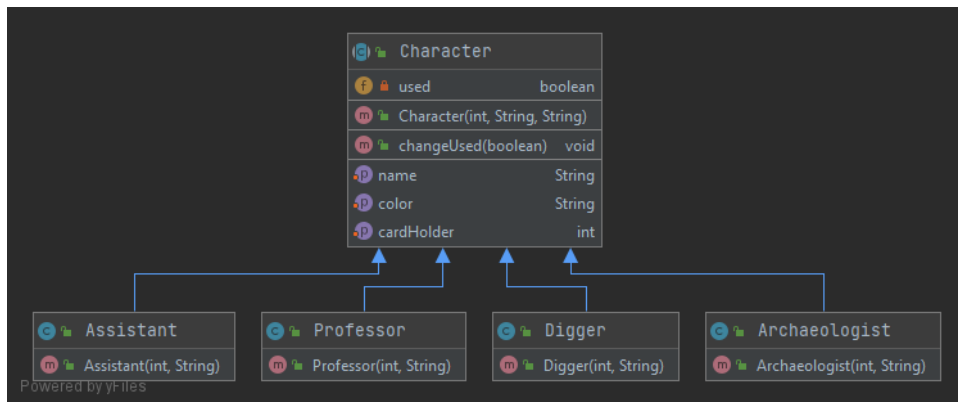 Character
used boolean
Character(int, String, String)
changeUsed(boolean) void
name String
color String
cardHolder int
Assistant
Assistant(int, String)
Professor
Professor(int, String)
Digger
Digger(int, String)
Archaeologist
Archaeologist(int, String)
Powered by yFiles